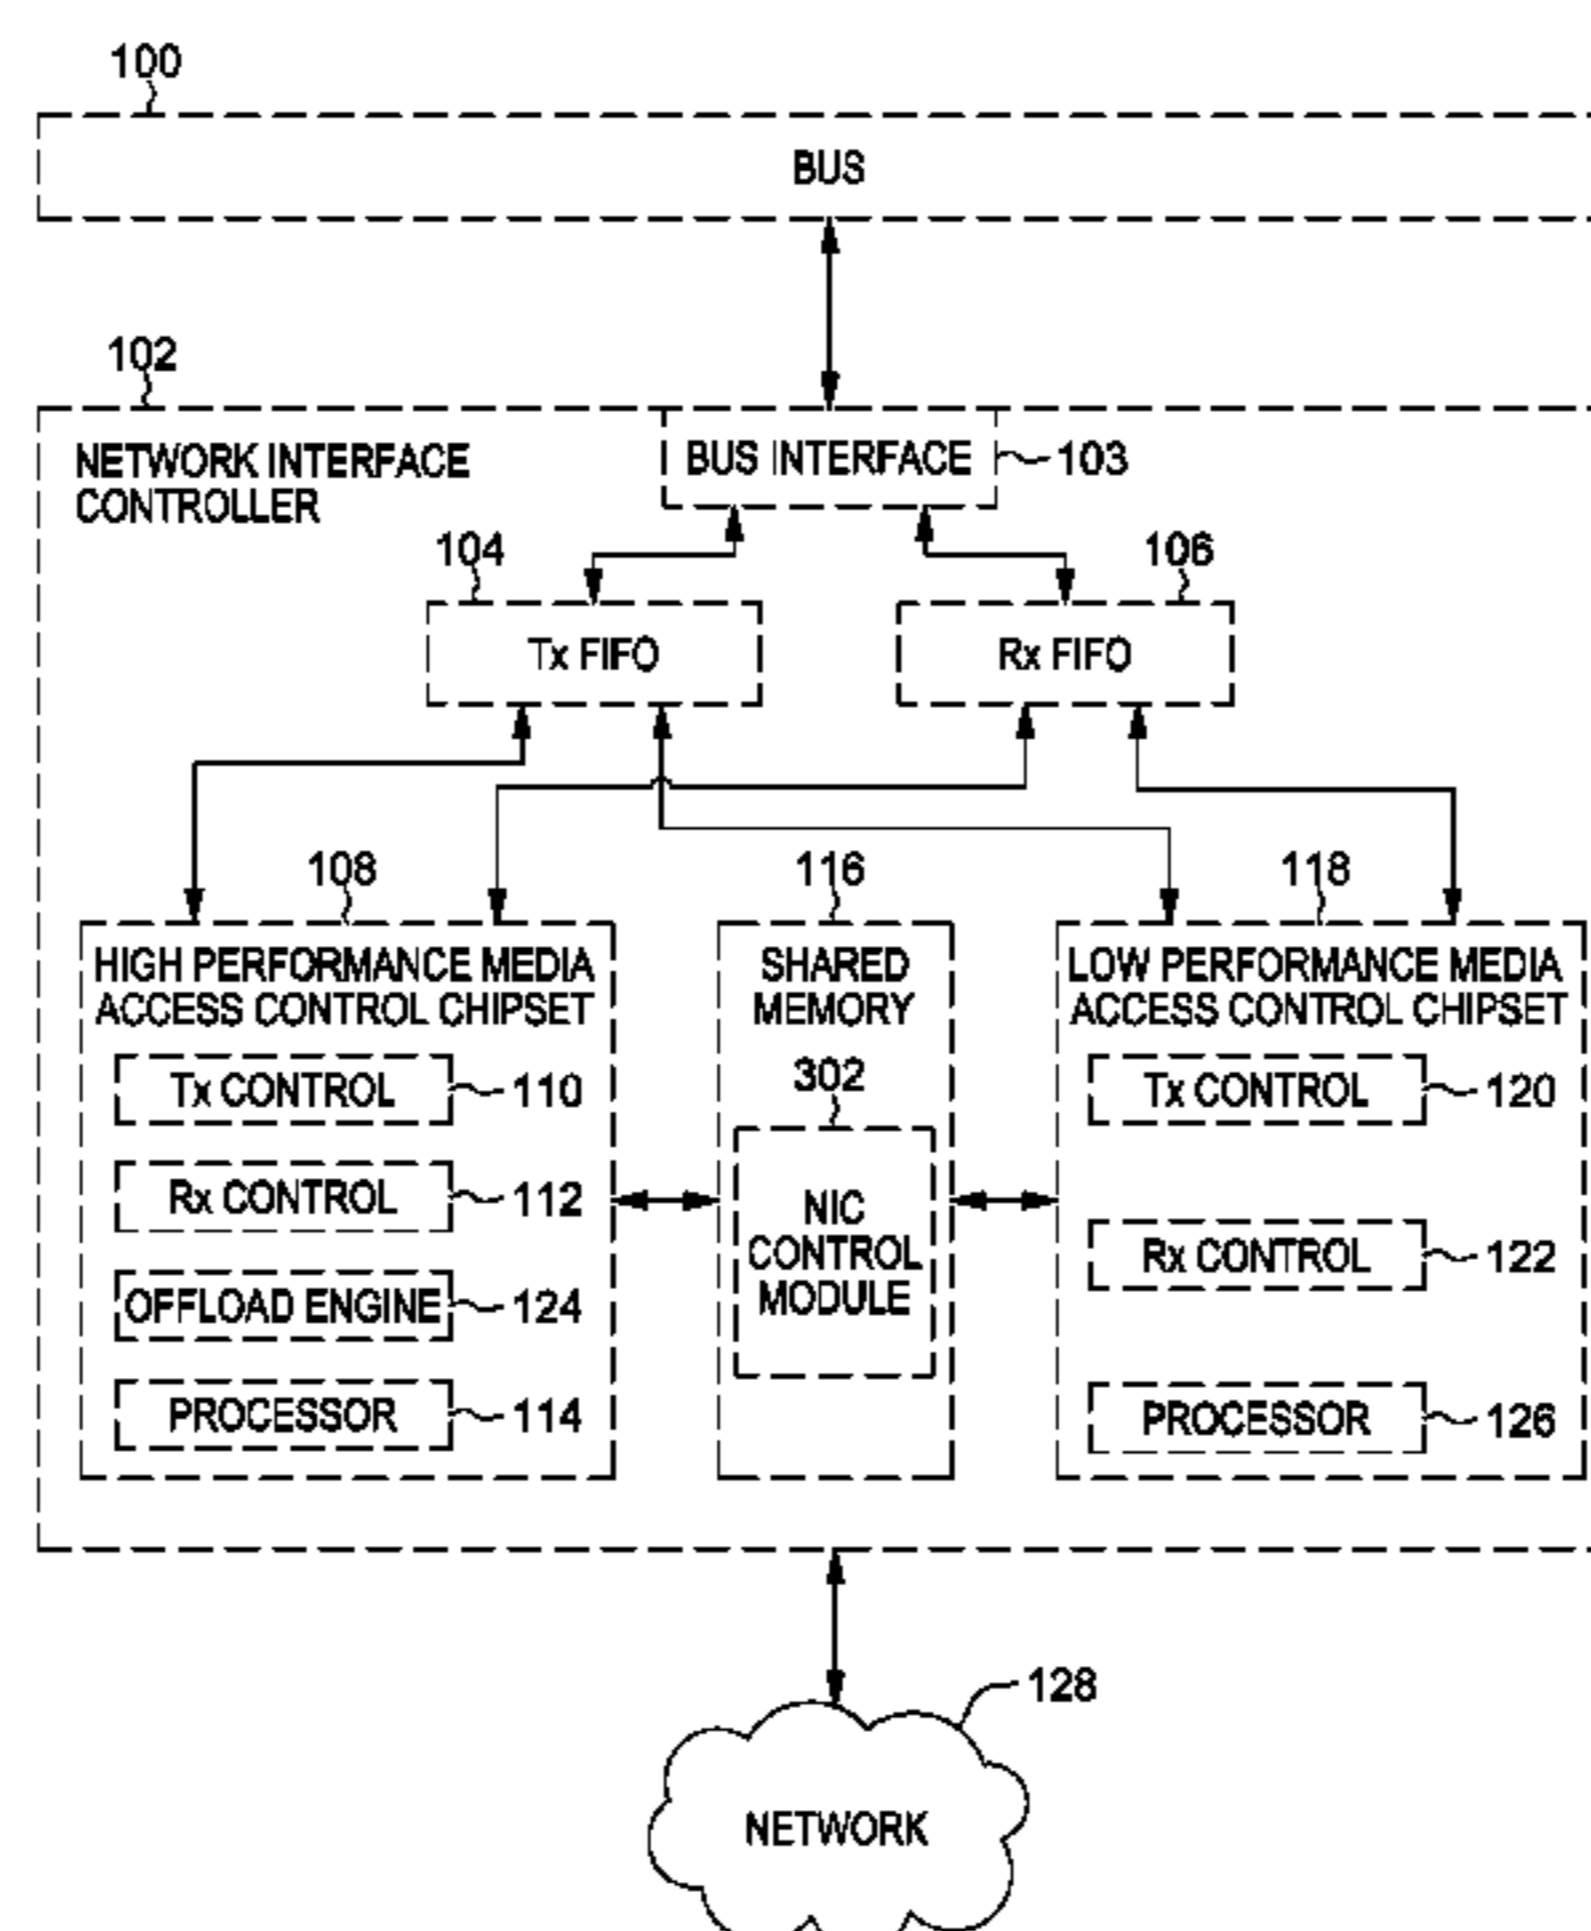 100
BUS
102
NETWORK INTERFACE
CONTROLLER
BUS INTERFACE
103
104
106
Tx FIFO
Rx FIFO
108
116
118
HIGH PERFORMANCE MEDIA
ACCESS CONTROL CHIPSET
Tx CONTROL
110
Rx CONTROL
112
OFFLOAD ENGINE
124
PROCESSOR
114
SHARED
MEMORY
302
NIC
CONTROL
MODULE
LOW PERFORMANCE MEDIA
ACCESS CONTROL CHIPSET
Tx CONTROL
120
Rx CONTROL
122
PROCESSOR
126
128
NETWORK